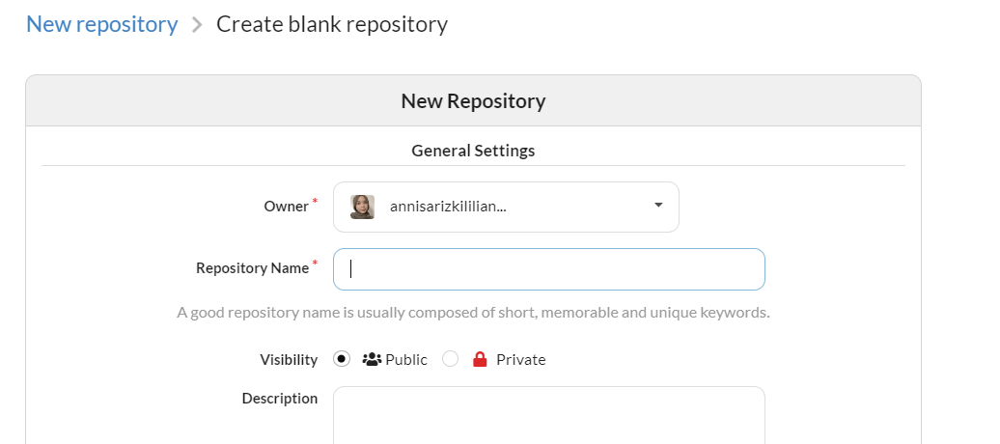 New repository > Create blank repository
New Repository
General Settings
Owner * annisarizkililian...
Repository Name *
A good repository name is usually composed of short, memorable and unique keywords.
Visibility Public Private
Description